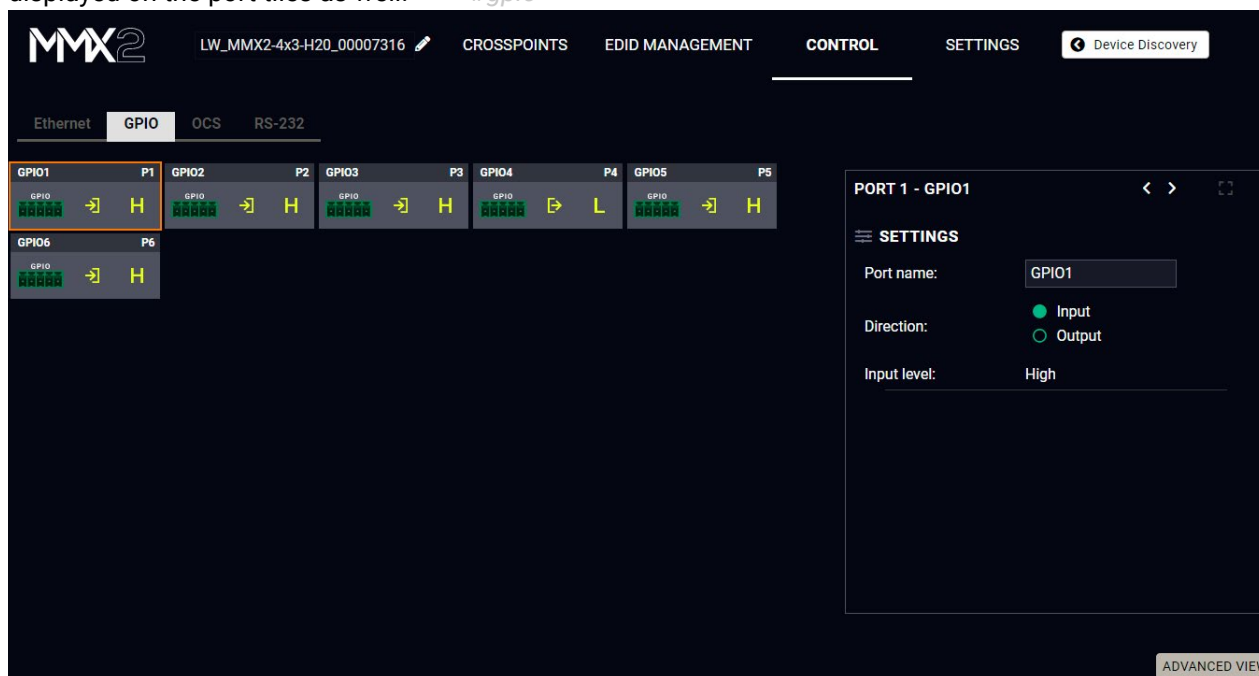 MMX2 LW_MMX2-4x3-H20_00007316 CROSSPOINTS EDID MANAGEMENT CONTROL SETTINGS Device Discovery
Ethernet GPIO OCS RS-232
GPIO1 P1 GPIO2 P2 GPIO3 P3 GPIO4 P4 GPIO5 P5
GPIO H GPIO H GPIO H GPIO L GPIO H
GPIO6 P6
GPIO H
PORT 1 - GPIO1
SETTINGS
Port name: GPIO1
Direction: Input
Output
Input level: High
ADVANCED VIEW